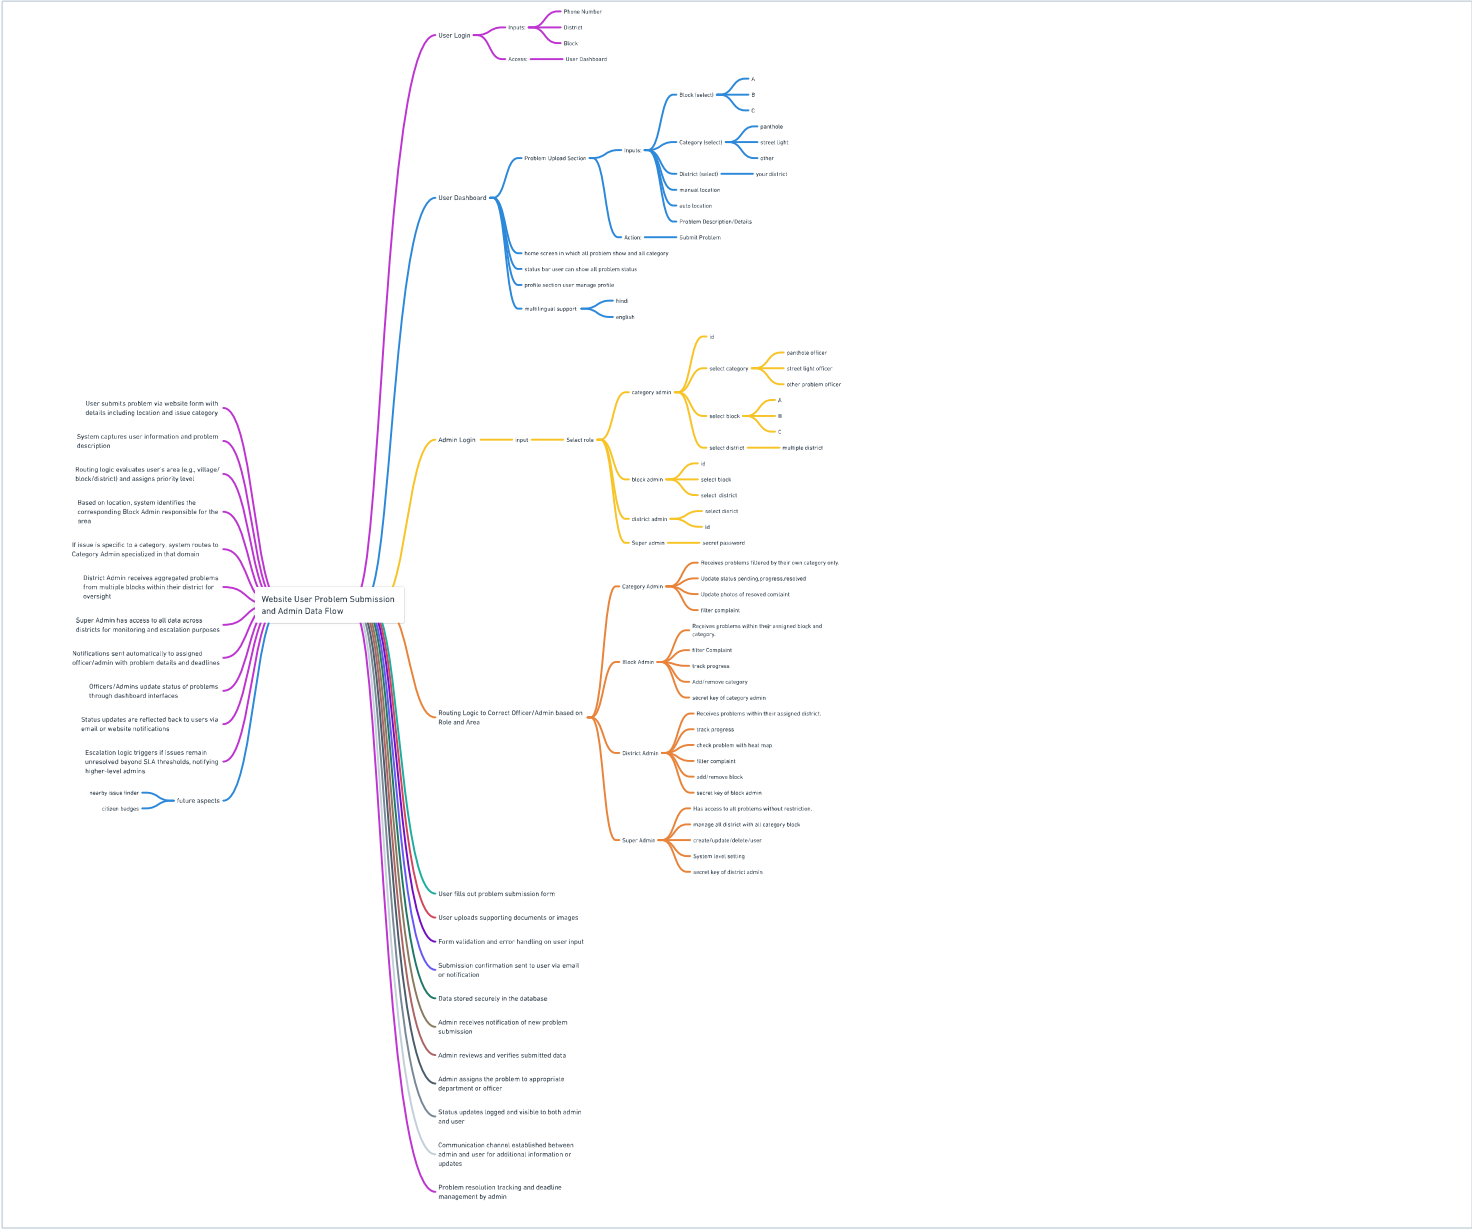 Phone Number
Inputs:
District
User Login
Block
Access:
User Dashboard
A
Block (select)
B
C
panthole
Category (select)
street light
Problem Upload Section
Inputs:
other
District (select)
your district
manual location
User Dashboard
auto location
Problem Description/Details
Action:
Submit Problem
home screen in which all problem show and all category
status bar user can show all problem status
profile section user manage profile
multilingual support
hindi
english
id
panthole officer
select category
street light officer
other problem officer
category admin
A
select block
B
C
Admin Login
input
Select role
select district
multiple district
id
block admin
select block
select district
select disrict
district admin
id
Super admin
secret password
User submits problem via website form with
details including location and issue category
System captures user information and problem
description
Routing logic evaluates user's area (e.g., village/
block/district) and assigns priority level
Based on location, system identifies the
corresponding Block Admin responsible for the
area
If issue is specific to a category, system routes to
Category Admin specialized in that domain
District Admin receives aggregated problems
from multiple blocks within their district for
oversight
Super Admin has access to all data across
districts for monitoring and escalation purposes
Notifications sent automatically to assigned
officer/admin with problem details and deadlines
Officers/Admins update status of problems
through dashboard interfaces
Status updates are reflected back to users via
email or website notifications
Escalation logic triggers if issues remain
unresolved beyond SLA thresholds, notifying
higher-level admins
nearby issue finder
future aspects
citizen badges
Website User Problem Submission
and Admin Data Flow
Receives problems filtered by their own category only.
Update status pending,progress,resolved
Category Admin
Update photos of resoved comlaint
filter complaint
Receives problems within their assigned block and
category.
filter Complaint
Block Admin
track progress
Add/remove category
secret key of category admin
Routing Logic to Correct Officer/Admin based on
Role and Area
Receives problems within their assigned district.
track progress
check problem with heat map
District Admin
filter complaint
add/remove block
secret key of block admin
Has access to all problems without restriction.
manage all district with all category block
Super Admin
create/update/delete/user
System level setting
secret key of district admin
User fills out problem submission form
User uploads supporting documents or images
Form validation and error handling on user input
Submission confirmation sent to user via email
or notification
Data stored securely in the database
Admin receives notification of new problem
submission
Admin reviews and verifies submitted data
Admin assigns the problem to appropriate
department or officer
Status updates logged and visible to both admin
and user
Communication channel established between
admin and user for additional information or
updates
Problem resolution tracking and deadline
management by admin